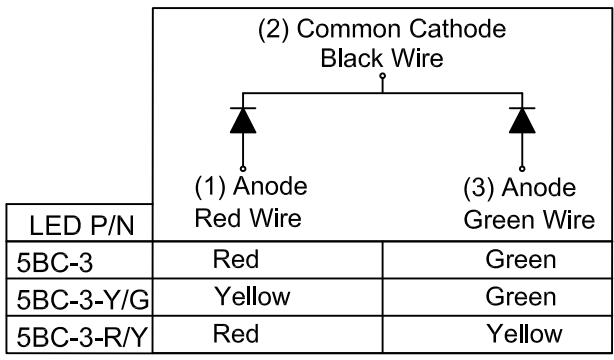 (2) Common Cathode
Black Wire
(1) Anode
Red Wire
(3) Anode
Green Wire
LED P/N
5BC-3 Red Green
5BC-3-Y/G Yellow Green
5BC-3-R/Y Red Yellow